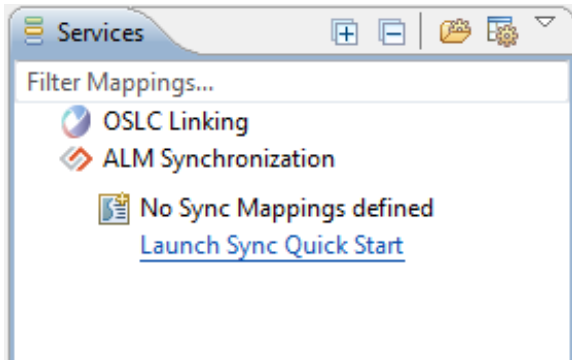 Services
Filter Mappings...
OSLC Linking
ALM Synchronization
No Sync Mappings defined
Launch Sync Quick Start